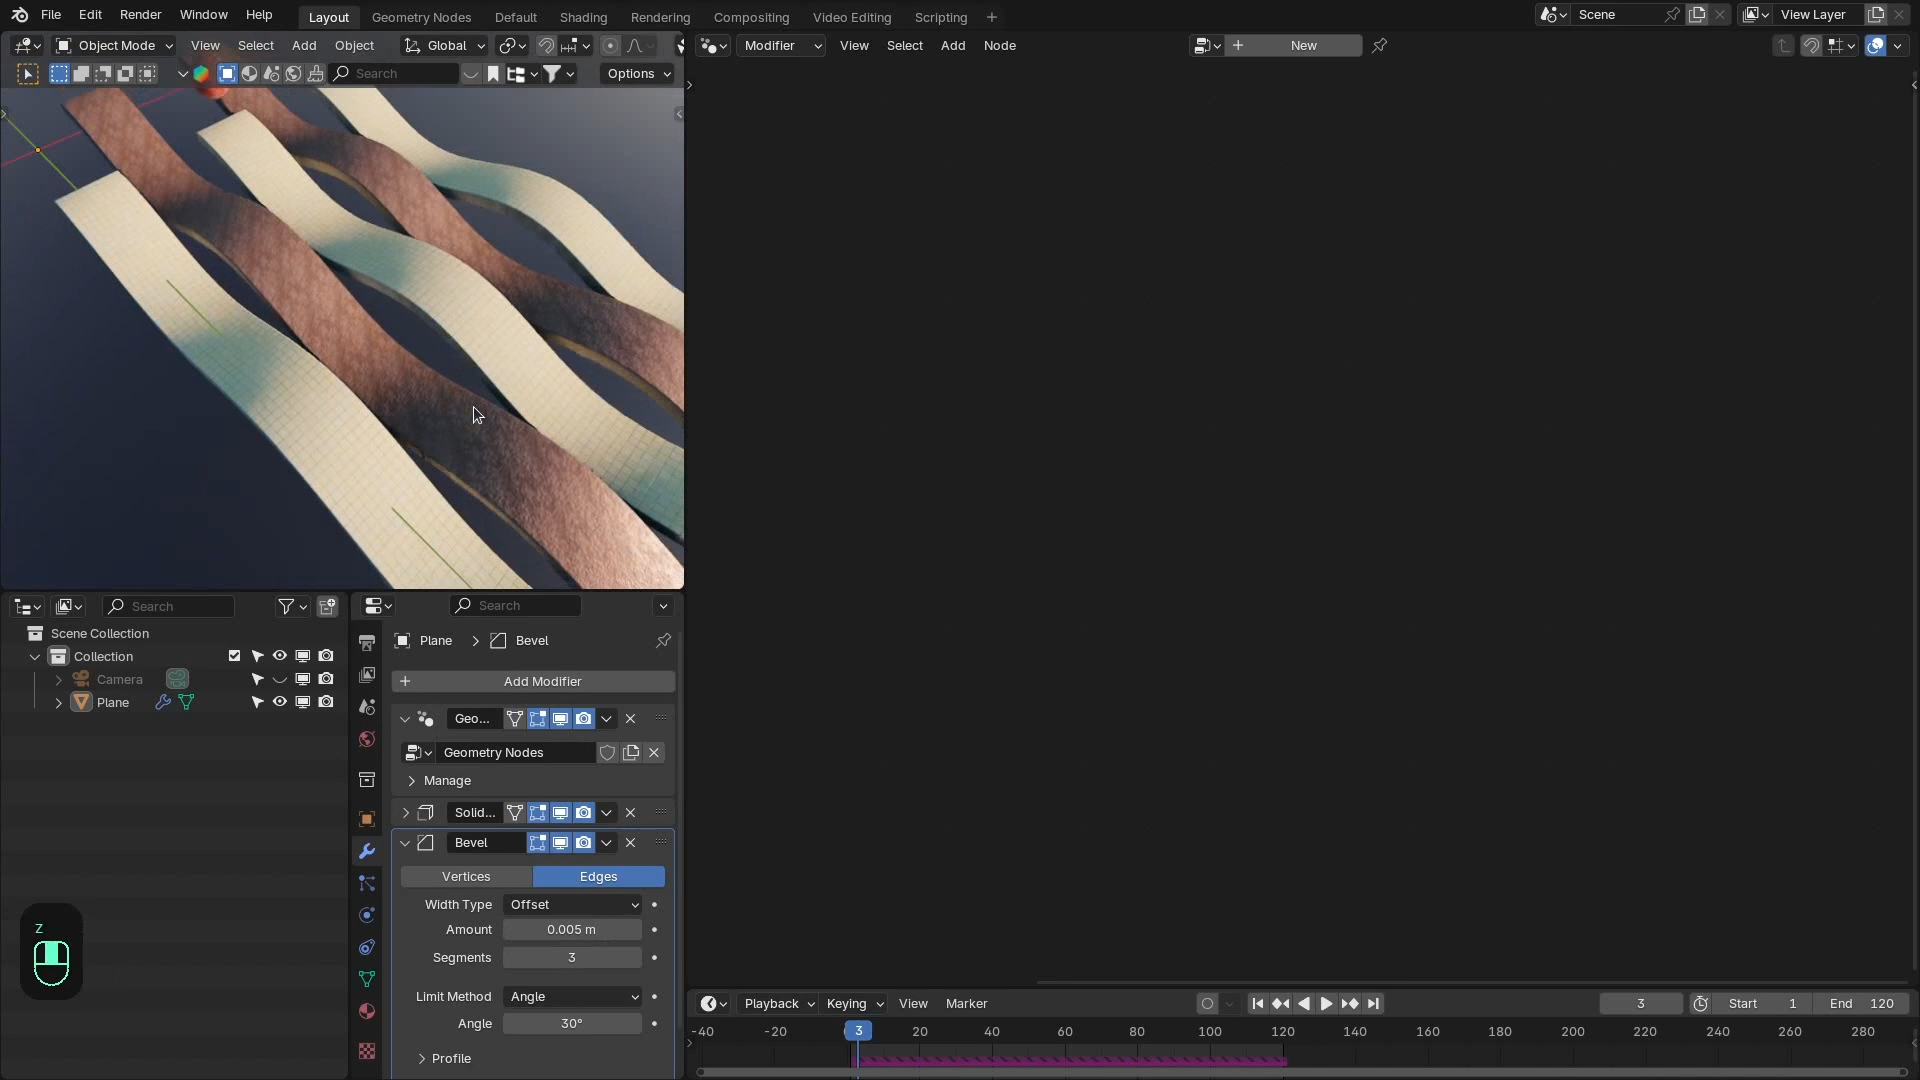 File Edit Render Window Help Layout Geometry Nodes Default Shading Rendering Compositing Video Editing Scripting Scene View Layer
Object Mode View Select Add Object Global
Modifier View Select Add Node New
Search Options
Search
Scene Collection
Collection
Camera
Plane
Search
Plane > Bevel
Add Modifier
Geo...
Geometry Nodes
Manage
Solid...
Bevel
Vertices Edges
Width Type Offset
Amount 0.005 m
Segments 3
Limit Method Angle
Angle 30°
Profile
Z
Playback Keying View Marker 3 Start 1 End 120
-40 -20 3 20 40 60 80 100 120 140 160 180 200 220 240 260 280